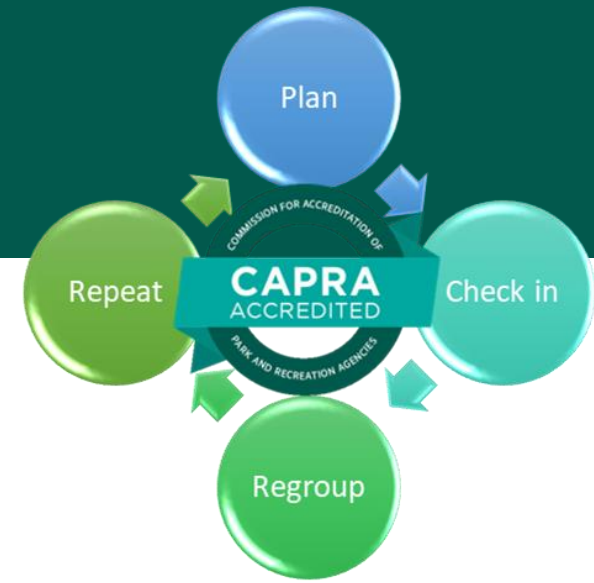 Plan
COMMISSION FOR ACCREDITATION OF
Repeat
CAPRA
ACCREDITED
Check in
PARK AND RECREATION AGENCIES
Regroup